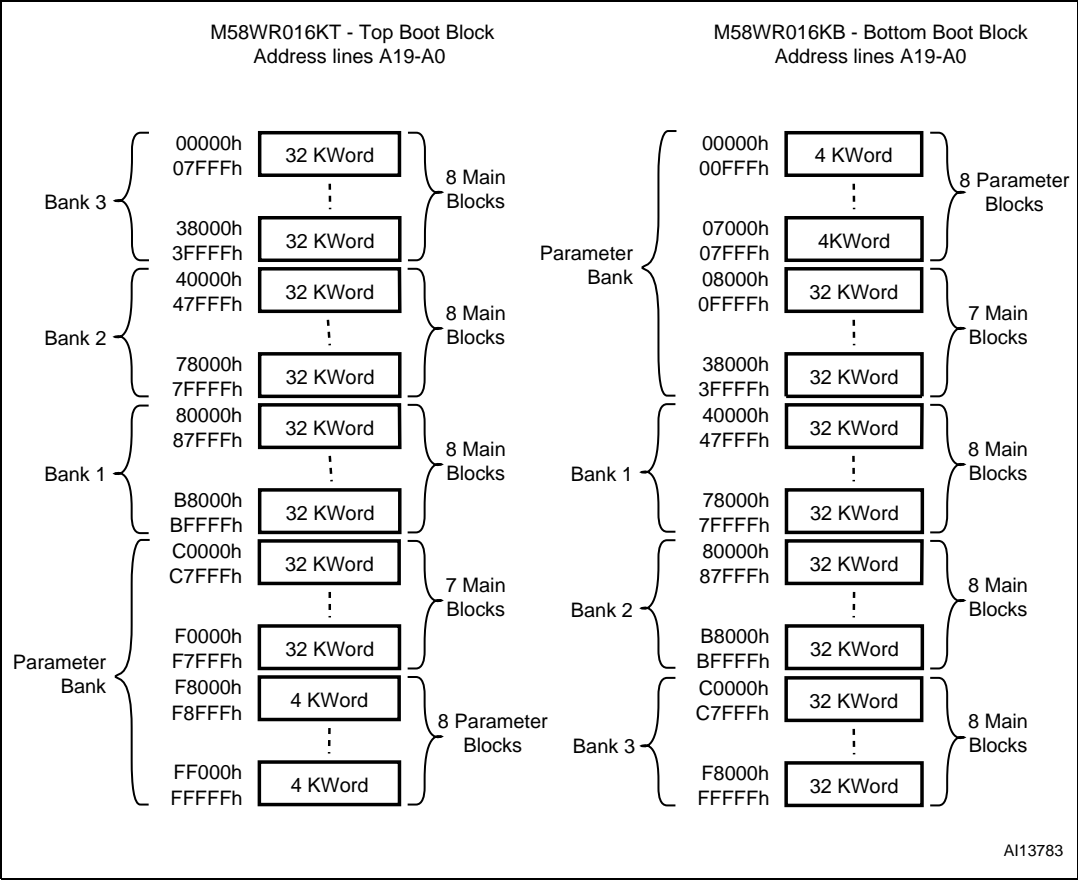 M58WR016KT - Top Boot Block
Address lines A19-A0
Bank 3
00000h
07FFFh
32 KWord
38000h
3FFFFh
32 KWord
8 Main
Blocks
Bank 2
40000h
47FFFh
32 KWord
78000h
7FFFFh
32 KWord
8 Main
Blocks
Bank 1
80000h
87FFFh
32 KWord
B8000h
BFFFFh
32 KWord
8 Main
Blocks
Parameter
Bank
C0000h
C7FFFh
32 KWord
F0000h
F7FFFh
32 KWord
7 Main
Blocks
F8000h
F8FFFh
4 KWord
FF000h
FFFFFh
4 KWord
8 Parameter
Blocks
M58WR016KB - Bottom Boot Block
Address lines A19-A0
Parameter
Bank
00000h
00FFFh
4 KWord
07000h
07FFFh
4KWord
8 Parameter
Blocks
08000h
0FFFFh
32 KWord
38000h
3FFFFh
32 KWord
7 Main
Blocks
Bank 1
40000h
47FFFh
32 KWord
78000h
7FFFFh
32 KWord
8 Main
Blocks
Bank 2
80000h
87FFFh
32 KWord
B8000h
BFFFFh
32 KWord
8 Main
Blocks
Bank 3
C0000h
C7FFFh
32 KWord
F8000h
FFFFFh
32 KWord
8 Main
Blocks
AI13783